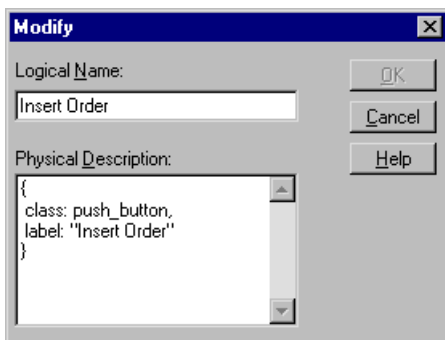 Modify
Logical Name:
OK
Insert Order
Cancel
Physical Description:
Help
{
class: push_button,
label: "Insert Order"
}